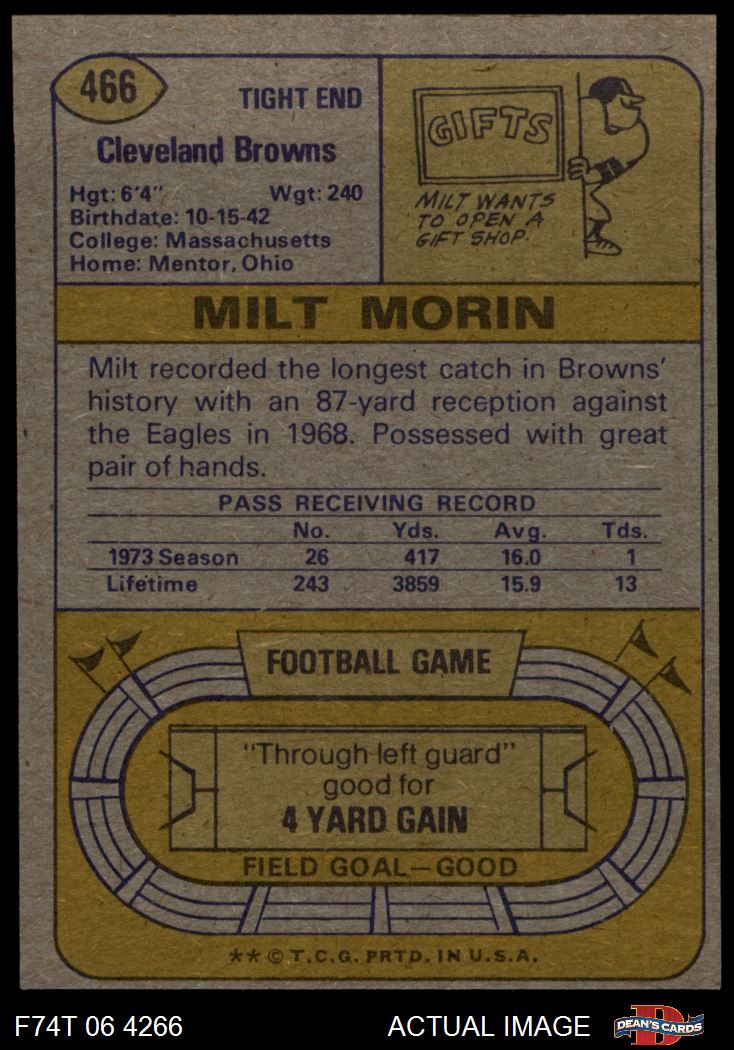 466
TIGHT END
Cleveland Browns
Hgt: 6'4" Wgt: 240
Birthdate: 10-15-42
College: Massachusetts
Home: Mentor, Ohio
GIFTS
MILT WANTS
TO OPEN A
GIFT SHOP.
MILT MORIN
Milt recorded the longest catch in Browns'
history with an 87-yard reception against
the Eagles in 1968. Possessed with great
pair of hands.
PASS RECEIVING RECORD
No. Yds. Avg. Tds.
1973 Season 26 417 16.0 1
Lifetime 243 3859 15.9 13
FOOTBALL GAME
"Through left guard"
good for
4 YARD GAIN
FIELD GOAL—GOOD
** © T.C.G. PRTD. IN U.S.A.
F74T 06 4266 ACTUAL IMAGE
D
DEAN'S CARDS